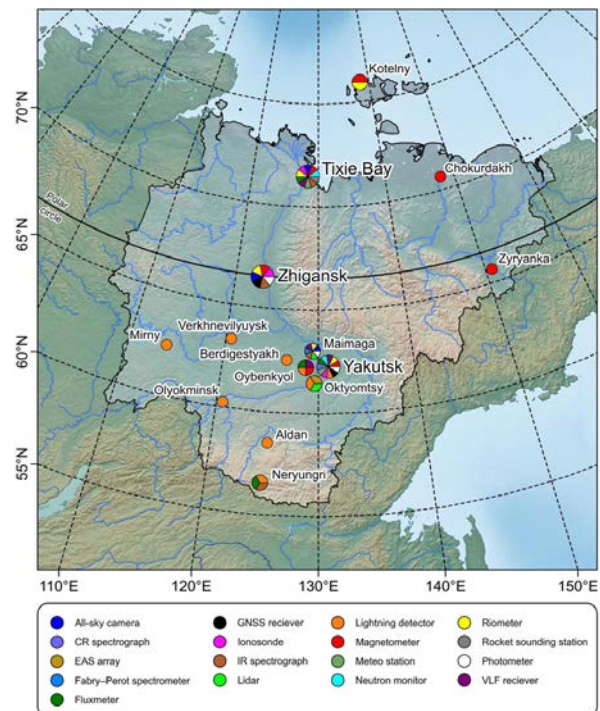 Kotelny
70°N
Tixie Bay
Chokurdakh
Polar
circle
65°N
Zhigansk
Zyryanka
Verkhnevilyuysk
Mirny
Maimaga
60°N
Berdigestyakh
Yakutsk
Oybenkyol
Oktyomtsy
Olyokminsk
Aldan
55°N
Neryungri
110°E 120°E 130°E 140°E 150°E
All-sky camera GNSS reciever Lightning detector Riometer
CR spectrograph Ionosonde Magnetometer Rocket sounding station
EAS array IR spectrograph Meteo station Photometer
Fabry–Perot spectrometer Lidar Neutron monitor VLF reciever
Fluxmeter